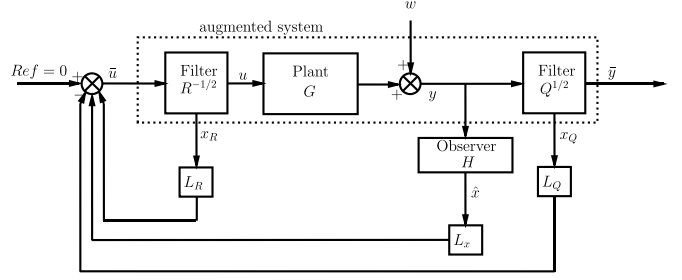 w
augmented system
Ref = 0
+
−
ū
Filter
R^{-1/2}
u
Plant
G
+
+
y
Filter
Q^{1/2}
ȳ
x_R
Observer
H
x_Q
L_R
x̂
L_Q
L_x